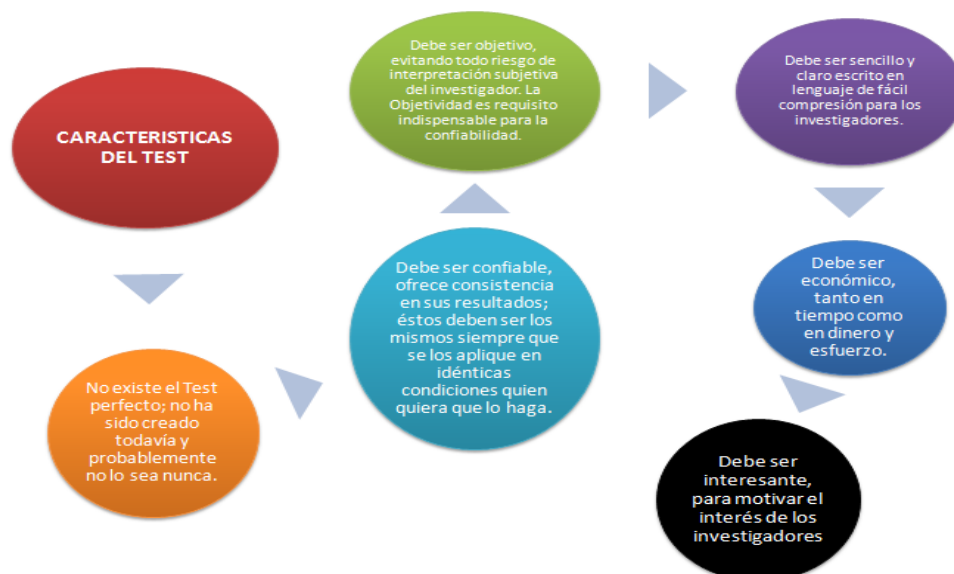 CARACTERISTICAS
DEL TEST
No existe el Test
perfecto; no ha
sido creado
todavía y
probablemente
no lo sea nunca.
Debe ser confiable,
ofrece consistencia
en sus resultados;
éstos deben ser los
mismos siempre que
se los aplique en
idénticas
condiciones quien
quiera que lo haga.
Debe ser objetivo,
evitando todo riesgo de
interpretación subjetiva
del investigador. La
Objetividad es requisito
indispensable para la
confiabilidad.
Debe ser sencillo y
claro escrito en
lenguaje de fácil
compresión para los
investigadores.
Debe ser
económico,
tanto en
tiempo como
en dinero y
esfuerzo.
Debe ser
interesante,
para motivar el
interés de los
investigadores